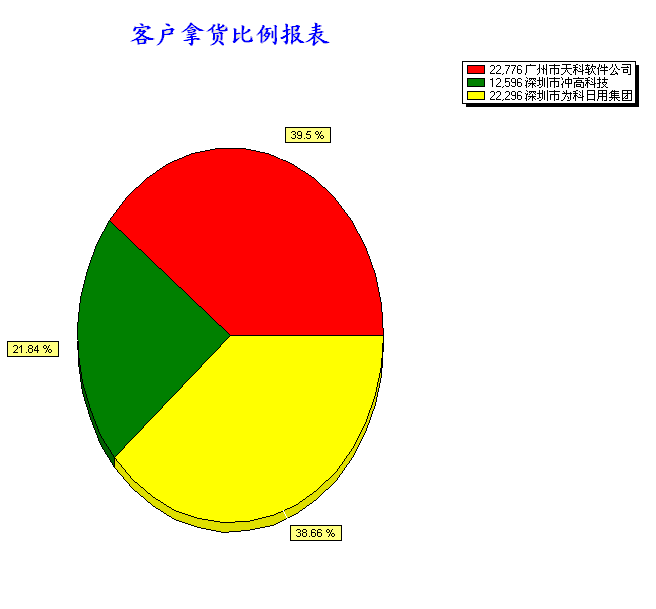 客户拿货比例报表
22,776 广州市天科软件公司
12,596 深圳市冲高科技
22,296 深圳市为科日用集团
39.5 %
21.84 %
38.66 %